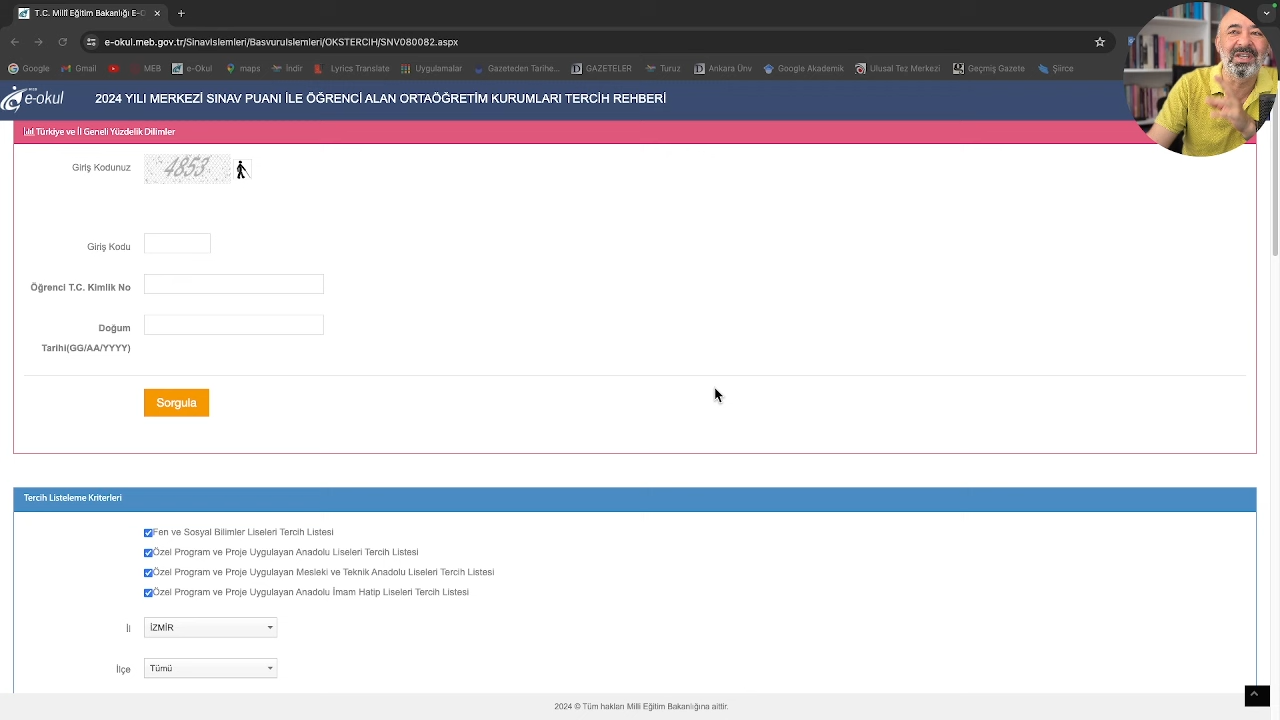 T.C. Milli Eğitim Bakanlığı E-O
e-okul.meb.gov.tr/SinavIslemleri/BasvuruIslemleri/OKSTERCIH/SNV080082.aspx
Google Gmail MEB e-Okul maps İndir Lyrics Translate Uygulamalar Gazeteden Tarihe GAZETELER Turuz Ankara Ünv Google Akademik Ulusal Tez Merkezi Geçmiş Gazete Şiirce
MEB
e-okul 2024 YILI MERKEZİ SINAV PUANI İLE ÖĞRENCİ ALAN ORTAÖĞRETİM KURUMLARI TERCİH REHBERİ
Türkiye ve İl Geneli Yüzdelik Dilimler
Giriş Kodunuz 4853
Giriş Kodu
Öğrenci T.C. Kimlik No
Doğum
Tarihi(GG/AA/YYYY)
Sorgula
Tercih Listeleme Kriterleri
Fen ve Sosyal Bilimler Liseleri Tercih Listesi
Özel Program ve Proje Uygulayan Anadolu Liseleri Tercih Listesi
Özel Program ve Proje Uygulayan Mesleki ve Teknik Anadolu Liseleri Tercih Listesi
Özel Program ve Proje Uygulayan Anadolu İmam Hatip Liseleri Tercih Listesi
İl İZMİR
İlçe Tümü
2024 © Tüm hakları Milli Eğitim Bakanlığına aittir.